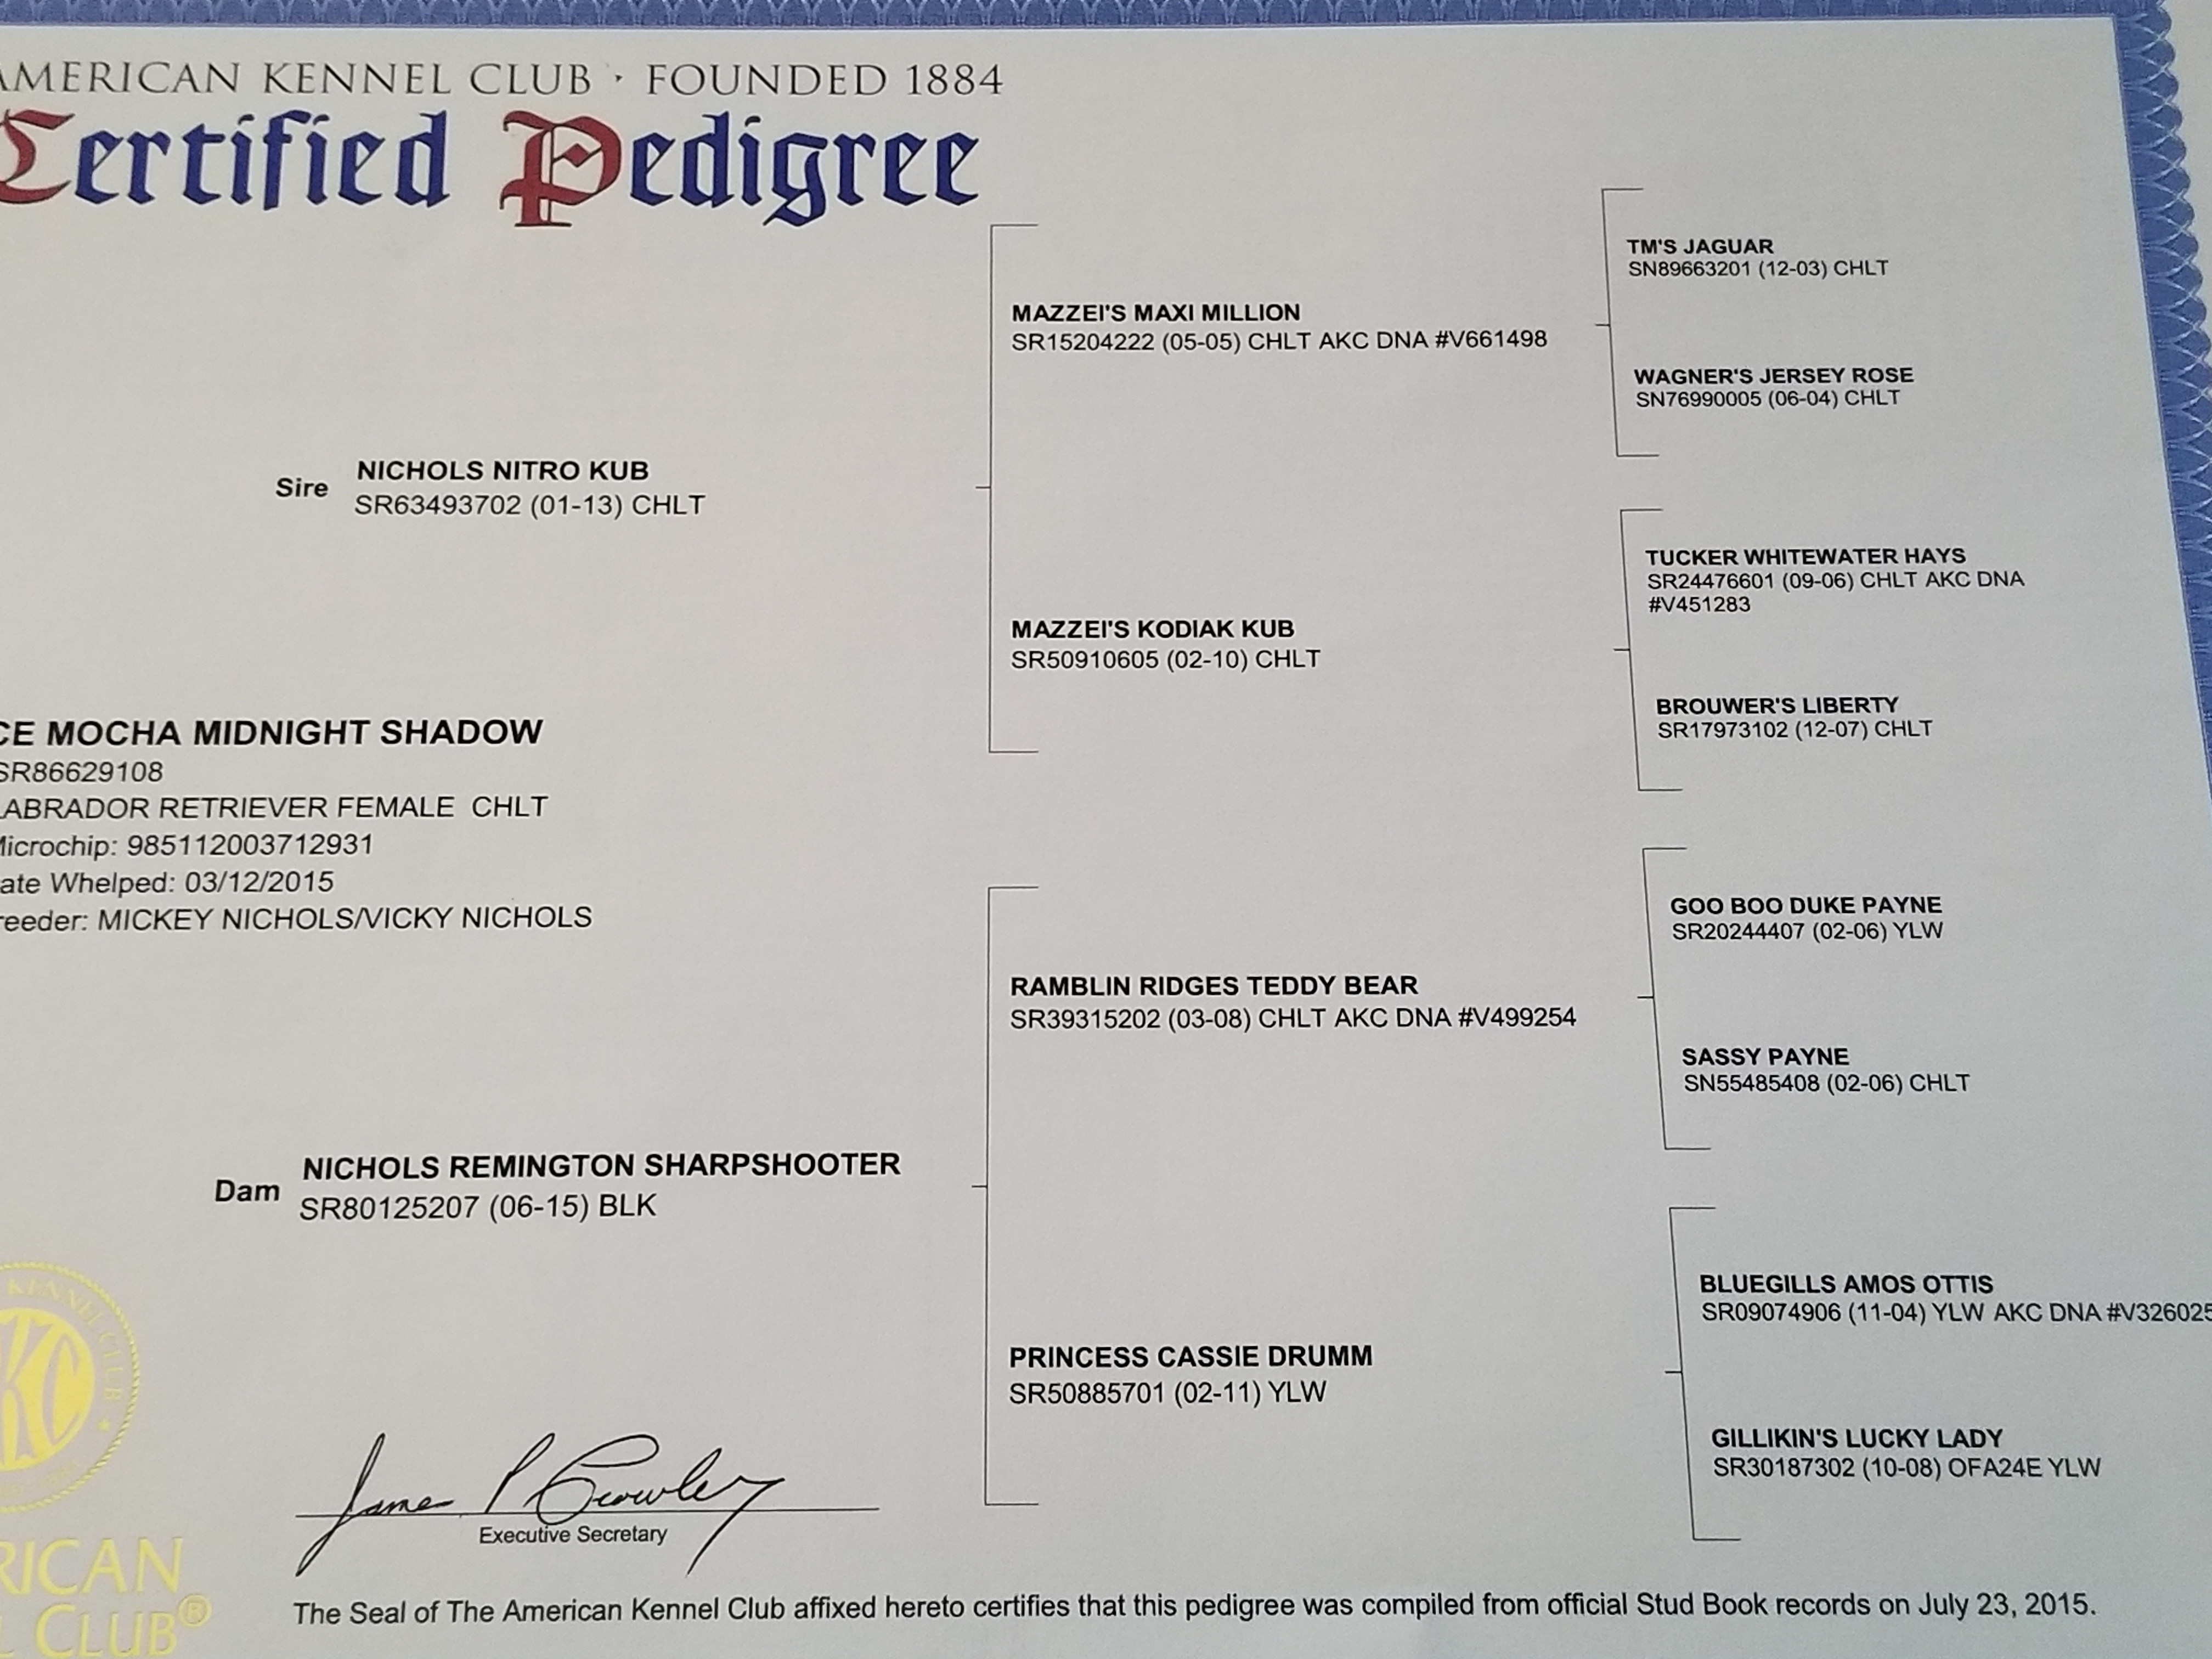 AMERICAN KENNEL CLUB · FOUNDED 1884
Certified Pedigree
TM'S JAGUAR
SN89663201 (12-03) CHLT
MAZZEI'S MAXI MILLION
SR15204222 (05-05) CHLT AKC DNA #V661498
WAGNER'S JERSEY ROSE
SN76990005 (06-04) CHLT
Sire NICHOLS NITRO KUB
SR63493702 (01-13) CHLT
TUCKER WHITEWATER HAYS
SR24476601 (09-06) CHLT AKC DNA
#V451283
MAZZEI'S KODIAK KUB
SR50910605 (02-10) CHLT
BROUWER'S LIBERTY
SR17973102 (12-07) CHLT
CE MOCHA MIDNIGHT SHADOW
SR86629108
LABRADOR RETRIEVER FEMALE CHLT
Microchip: 985112003712931
ate Whelped: 03/12/2015
reeder: MICKEY NICHOLS/VICKY NICHOLS
GOO BOO DUKE PAYNE
SR20244407 (02-06) YLW
RAMBLIN RIDGES TEDDY BEAR
SR39315202 (03-08) CHLT AKC DNA #V499254
SASSY PAYNE
SN55485408 (02-06) CHLT
Dam NICHOLS REMINGTON SHARPSHOOTER
SR80125207 (06-15) BLK
BLUEGILLS AMOS OTTIS
SR09074906 (11-04) YLW AKC DNA #V326025
PRINCESS CASSIE DRUMM
SR50885701 (02-11) YLW
GILLIKIN'S LUCKY LADY
SR30187302 (10-08) OFA24E YLW
KENNEL CLUB
KC
James P Crowley
Executive Secretary
RICAN
L CLUB®
The Seal of The American Kennel Club affixed hereto certifies that this pedigree was compiled from official Stud Book records on July 23, 2015.